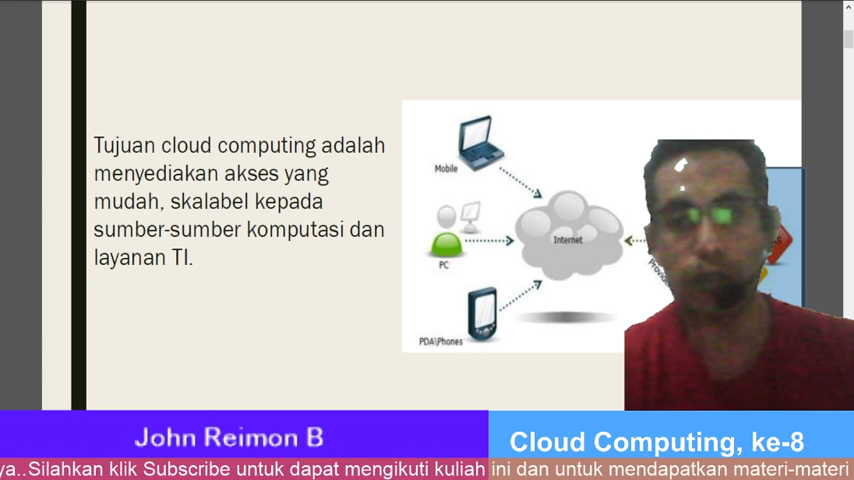 Tujuan cloud computing adalah
menyediakan akses yang
mudah, skalabel kepada
sumber-sumber komputasi dan
layanan TI.
Mobile
Internet
PC
PDA\Phones
John Reimon B
Cloud Computing, ke-8
ya..Silahkan klik Subscribe untuk dapat mengikuti kuliah ini dan untuk mendapatkan materi-materi